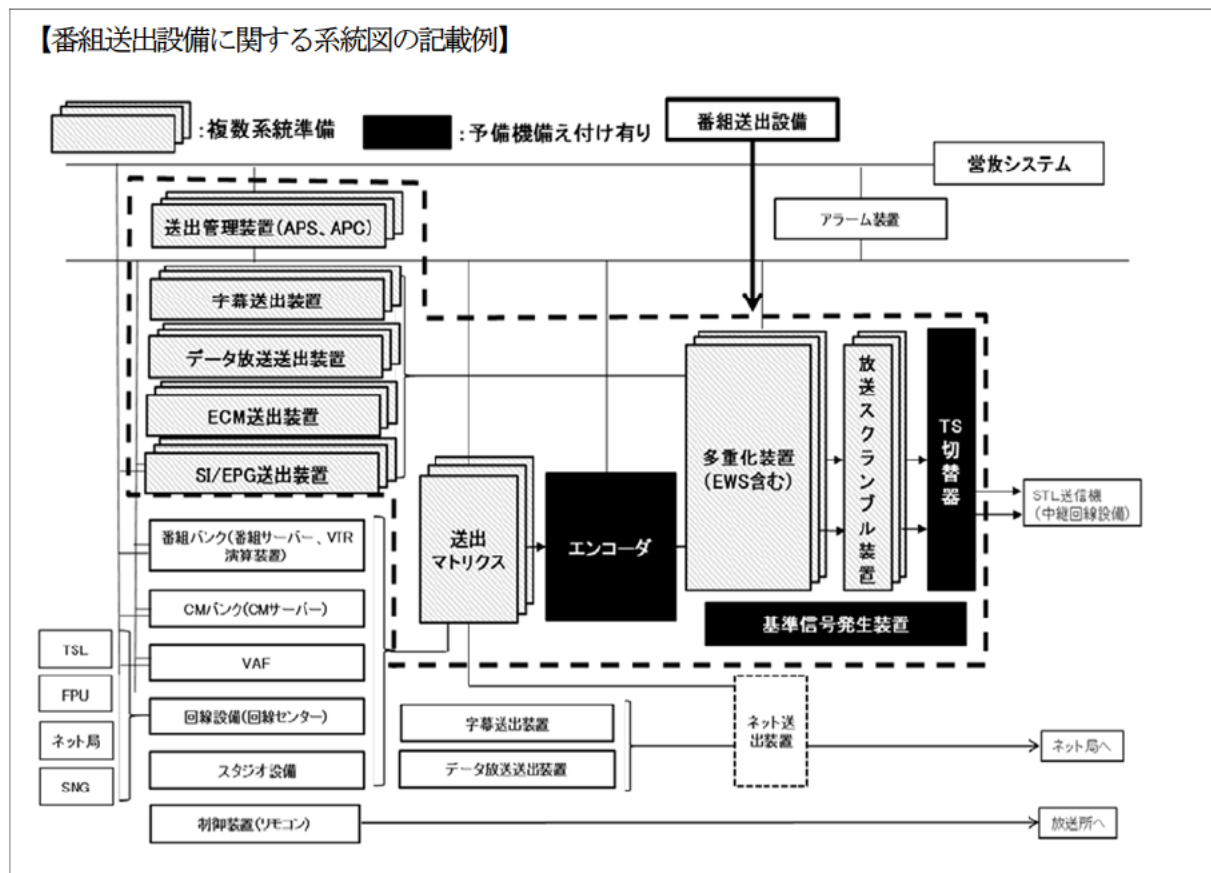 【番組送出設備に関する系統図の記載例】
:複数系統準備
:予備機備え付け有り
番組送出設備
営放システム
送出管理装置(APS、APC)
アラーム装置
字幕送出装置
データ放送送出装置
ECM送出装置
SI/EPG送出装置
多重化装置
(EWS含む)
放送スクランブル装置
TS切替器
STL送信機
(中継回線設備)
送出
マトリクス
エンコーダ
基準信号発生装置
番組バンク(番組サーバー、VTR
演算装置)
CMバンク(CMサーバー)
VAF
回線設備(回線センター)
スタジオ設備
制御装置(リモコン)
TSL
FPU
ネット局
SNG
字幕送出装置
データ放送送出装置
ネット送
出装置
ネット局へ
放送所へ